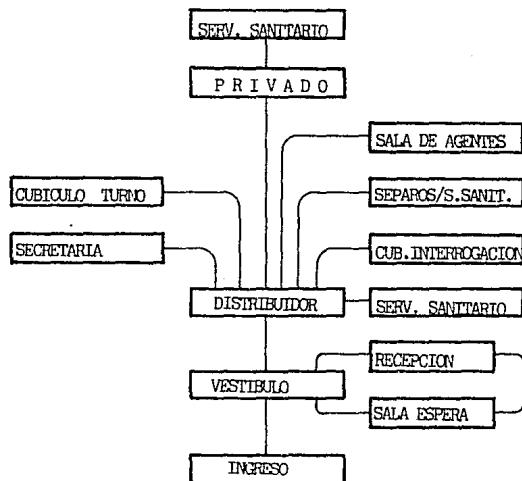 SERV. SANITARIO
PRIVADO
SALA DE AGENTES
CUBICULO TURNO
SEPAROS/S.SANIT.
SECRETARIA
CUB.INTERROGACION
DISTRIBUIDOR
SERV. SANITARIO
RECEPCION
VESTIBULO
SALA ESPERA
INGRESO